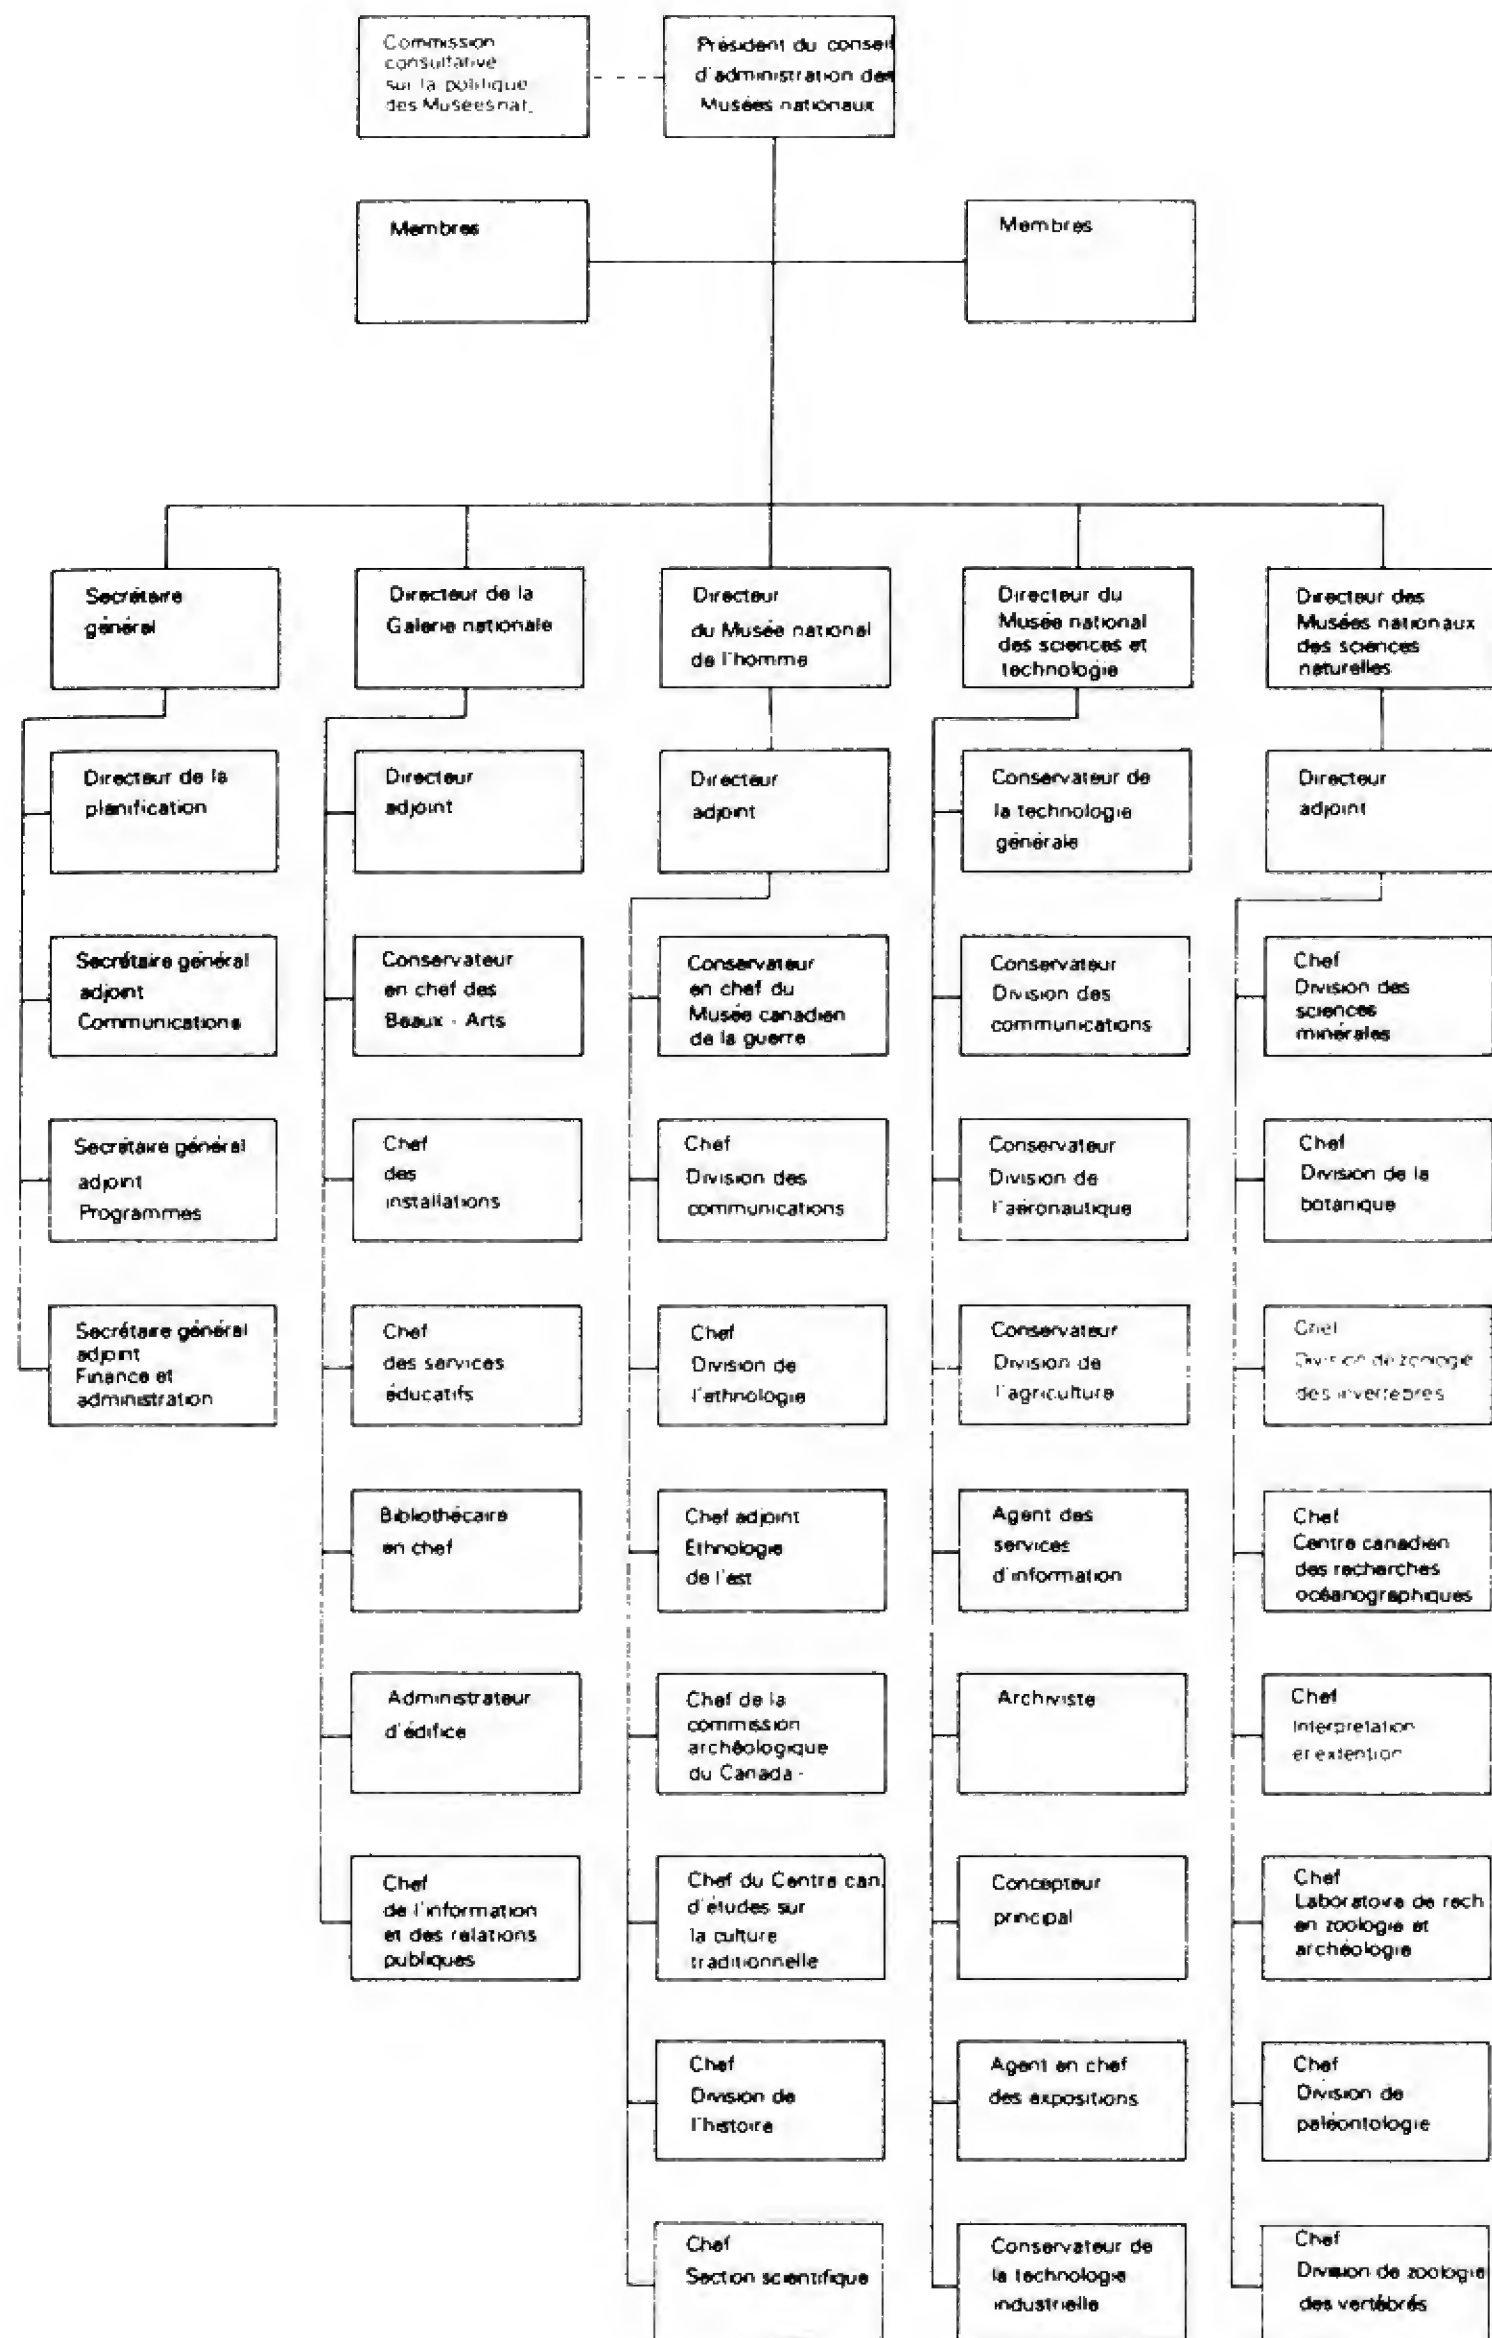 Commission
consultative
sur la politique
des Musées nat.
Président du conseil
d'administration des
Musées nationaux
Membres
Membres
Secrétaire
général
Directeur de la
Galerie nationale
Directeur
du Musée national
de l'homme
Directeur du
Musée national
des sciences et
technologie
Directeur des
Musées nationaux
des sciences
naturelles
Directeur de la
planification
Directeur
adjoint
Directeur
adjoint
Conservateur de
la technologie
générale
Directeur
adjoint
Secrétaire général
adjoint
Communications
Conservateur
en chef des
Beaux - Arts
Conservateur
en chef du
Musée canadien
de la guerre
Conservateur
Division des
communications
Chef
Division des
sciences
minérales
Secrétaire général
adjoint
Programmes
Chef
des
installations
Chef
Division des
communications
Conservateur
Division de
l'aéronautique
Chef
Division de la
botanique
Secrétaire général
adjoint
Finance et
administration
Chef
des services
éducatifs
Chef
Division de
l'ethnologie
Conservateur
Division de
l'agriculture
Chef
Division de zoologie
des invertébrés
Bibliothécaire
en chef
Chef adjoint
Ethnologie
de l'est
Agent des
services
d'information
Chef
Centre canadien
des recherches
océanographiques
Administrateur
d'édifice
Chef de la
commission
archéologique
du Canada -
Archiviste
Chef
Interprétation
et extention
Chef
de l'information
et des relations
publiques
Chef du Centre can.
d'études sur
la culture
traditionnelle
Concepteur
principal
Chef
Laboratoire de rech
en zoologie et
archéologie
Chef
Division de
l'histoire
Agent en chef
des expositions
Chef
Division de
paléontologie
Chef
Section scientifique
Conservateur de
la technologie
industrielle
Chef
Division de zoologie
des vertébrés